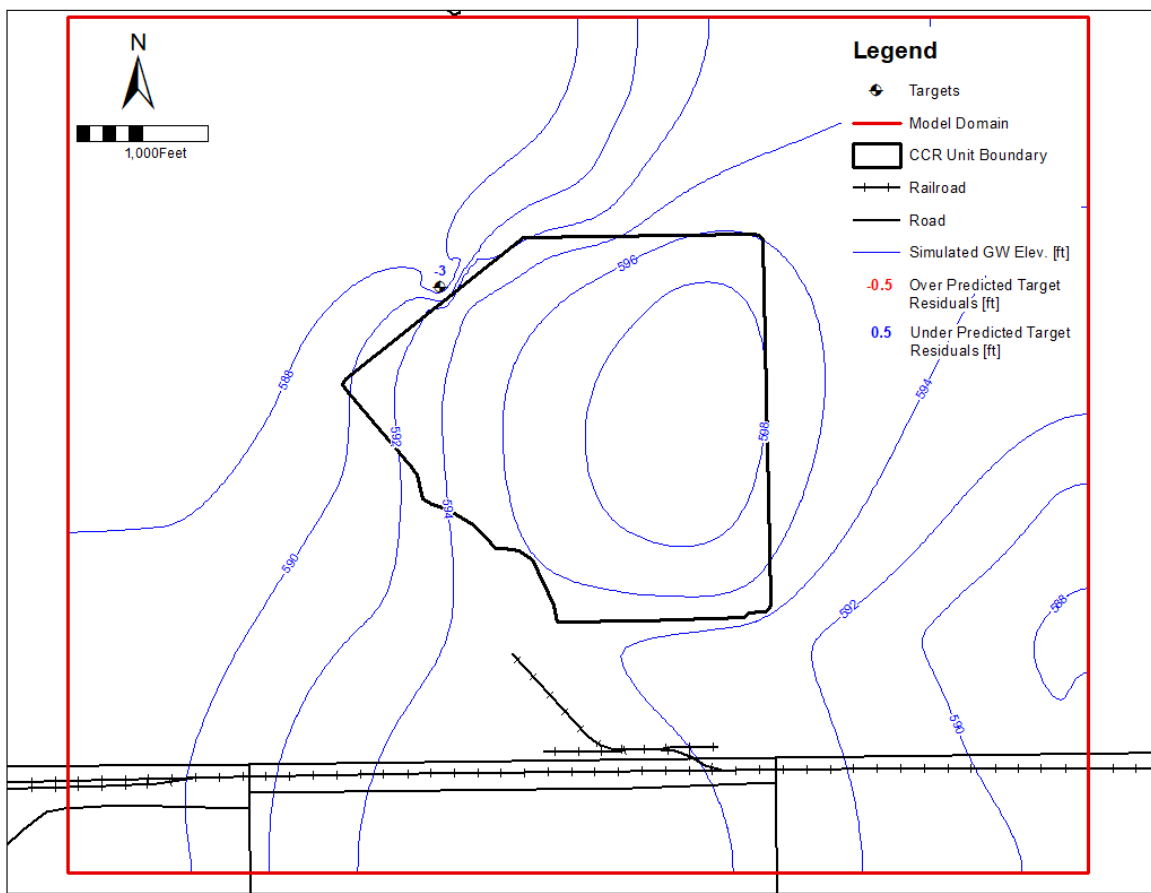 N
1,000Feet
Legend
Targets
Model Domain
CCR Unit Boundary
Railroad
Road
Simulated GW Elev. [ft]
-0.5 Over Predicted Target
Residuals [ft]
0.5 Under Predicted Target
Residuals [ft]
-3
596
588
594
598
592
594
590
592
588
590